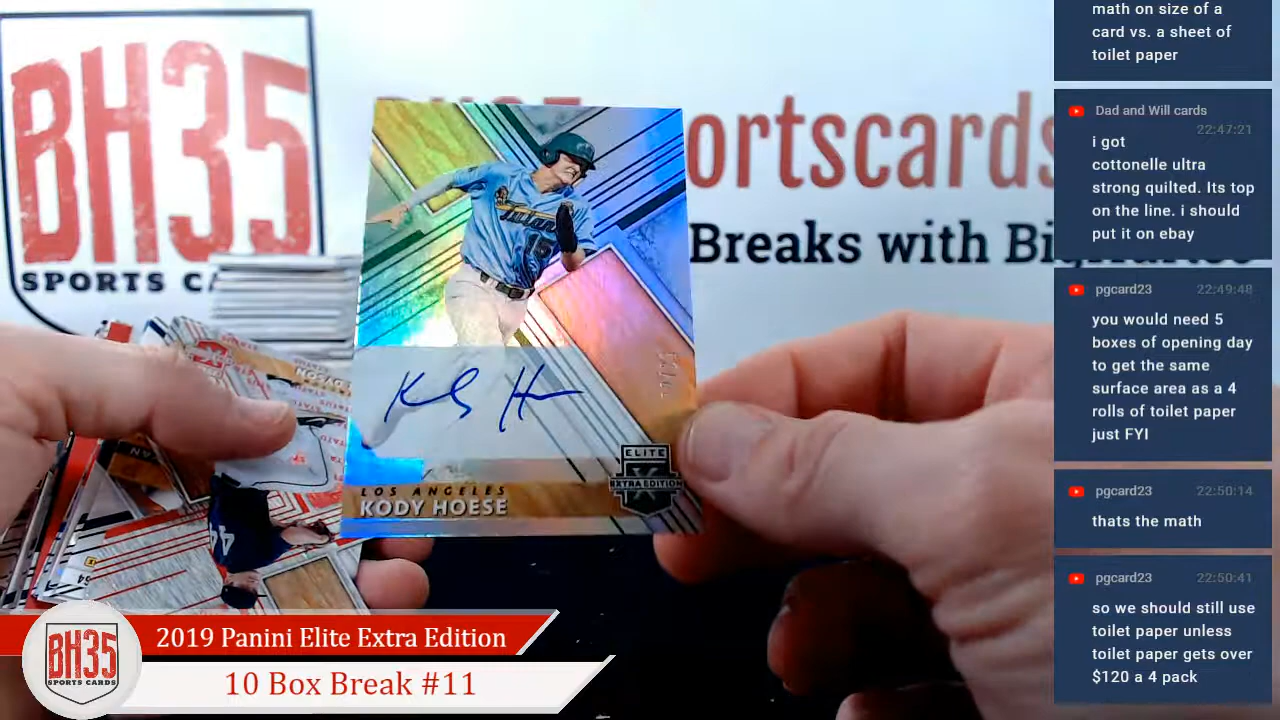 BH35
SPORTS CA
ortscards
Breaks with Big
15
LOS ANGELES
KODY HOESE
ELITE
X
EXTRA EDITION
44
64
BH35
SPORTS CARDS
2019 Panini Elite Extra Edition
10 Box Break #11
math on size of a
card vs. a sheet of
toilet paper
Dad and Will cards
22:47:21
i got
cottonelle ultra
strong quilted. Its top
on the line. i should
put it on ebay
pgcard23 22:49:48
you would need 5
boxes of opening day
to get the same
surface area as a 4
rolls of toilet paper
just FYI
pgcard23 22:50:14
thats the math
pgcard23 22:50:41
so we should still use
toilet paper unless
toilet paper gets over
$120 a 4 pack